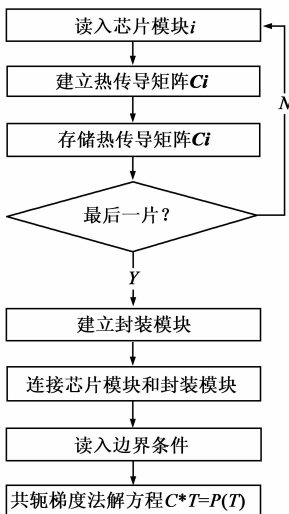 读入芯片模块i
建立热传导矩阵Ci
N
存储热传导矩阵Ci
最后一片？
Y
建立封装模块
连接芯片模块和封装模块
读入边界条件
共轭梯度法解方程C*T=P(T)